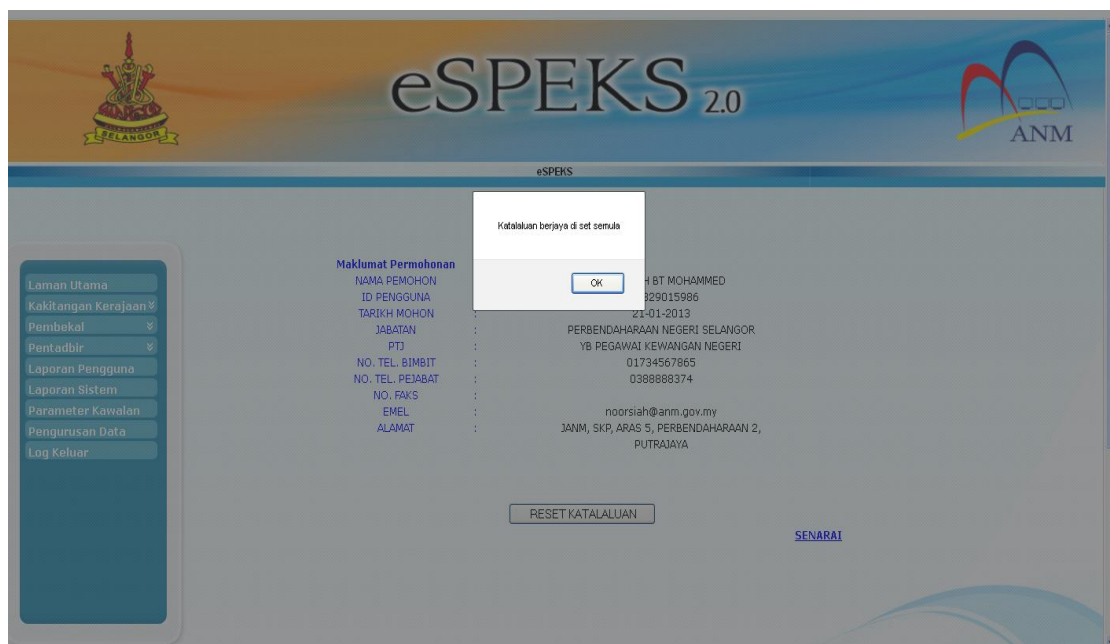 SELANGOR
eSPEKS 2.0
ANM
eSPEKS
Katalaluan berjaya di set semula
OK
Laman Utama
Kakitangan Kerajaan
Pembekal
Pentadbir
Laporan Pengguna
Laporan Sistem
Parameter Kawalan
Pengurusan Data
Log Keluar
Maklumat Permohonan
NAMA PEMOHON BT MOHAMMED
ID PENGGUNA 29015986
TARIKH MOHON : 21-01-2013
JABATAN : PERBENDAHARAAN NEGERI SELANGOR
PTJ : YB PEGAWAI KEWANGAN NEGERI
NO. TEL. BIMBIT : 01734567865
NO. TEL. PEJABAT : 0388888374
NO. FAKS :
EMEL : noorsiah@anm.gov.my
ALAMAT : JANM, SKP, ARAS 5, PERBENDAHARAAN 2,
PUTRAJAYA
RESET KATALALUAN
SENARAI